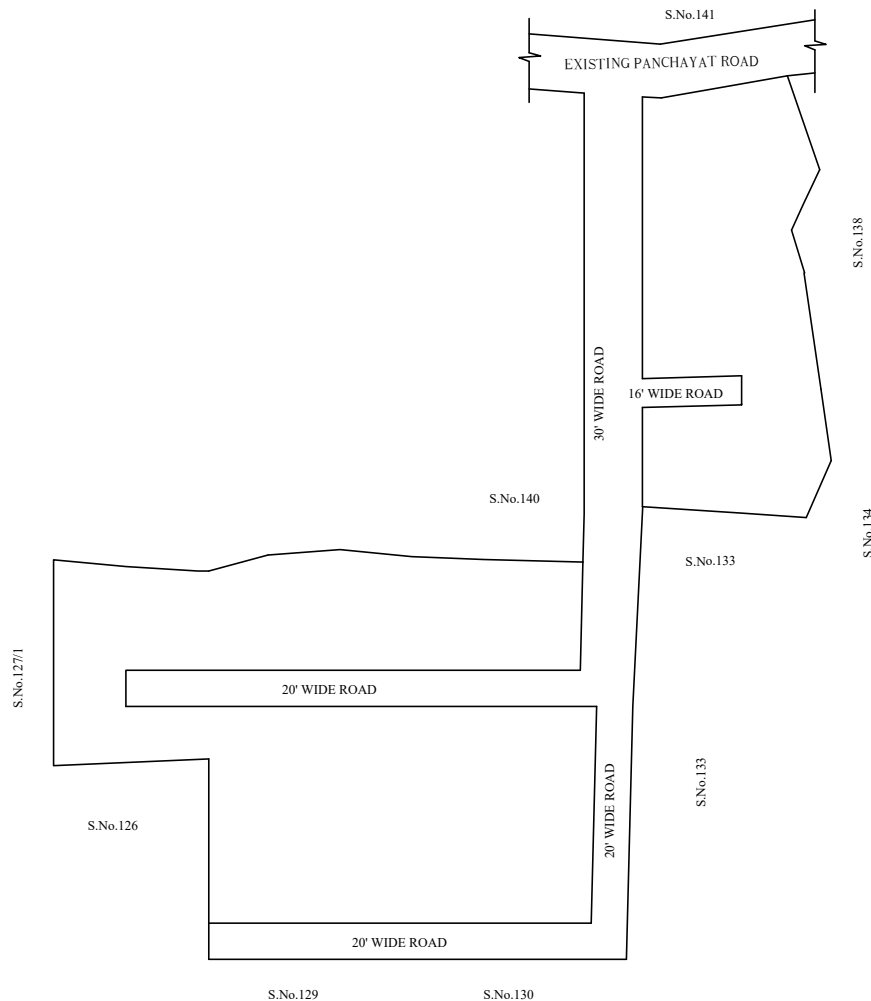 S.No.141
EXISTING PANCHAYAT ROAD
S.No.138
30' WIDE ROAD
16' WIDE ROAD
S.No.140
S.No.134
S.No.133
S.No.127/1
20' WIDE ROAD
S.No.133
20' WIDE ROAD
S.No.126
20' WIDE ROAD
S.No.129
S.No.130